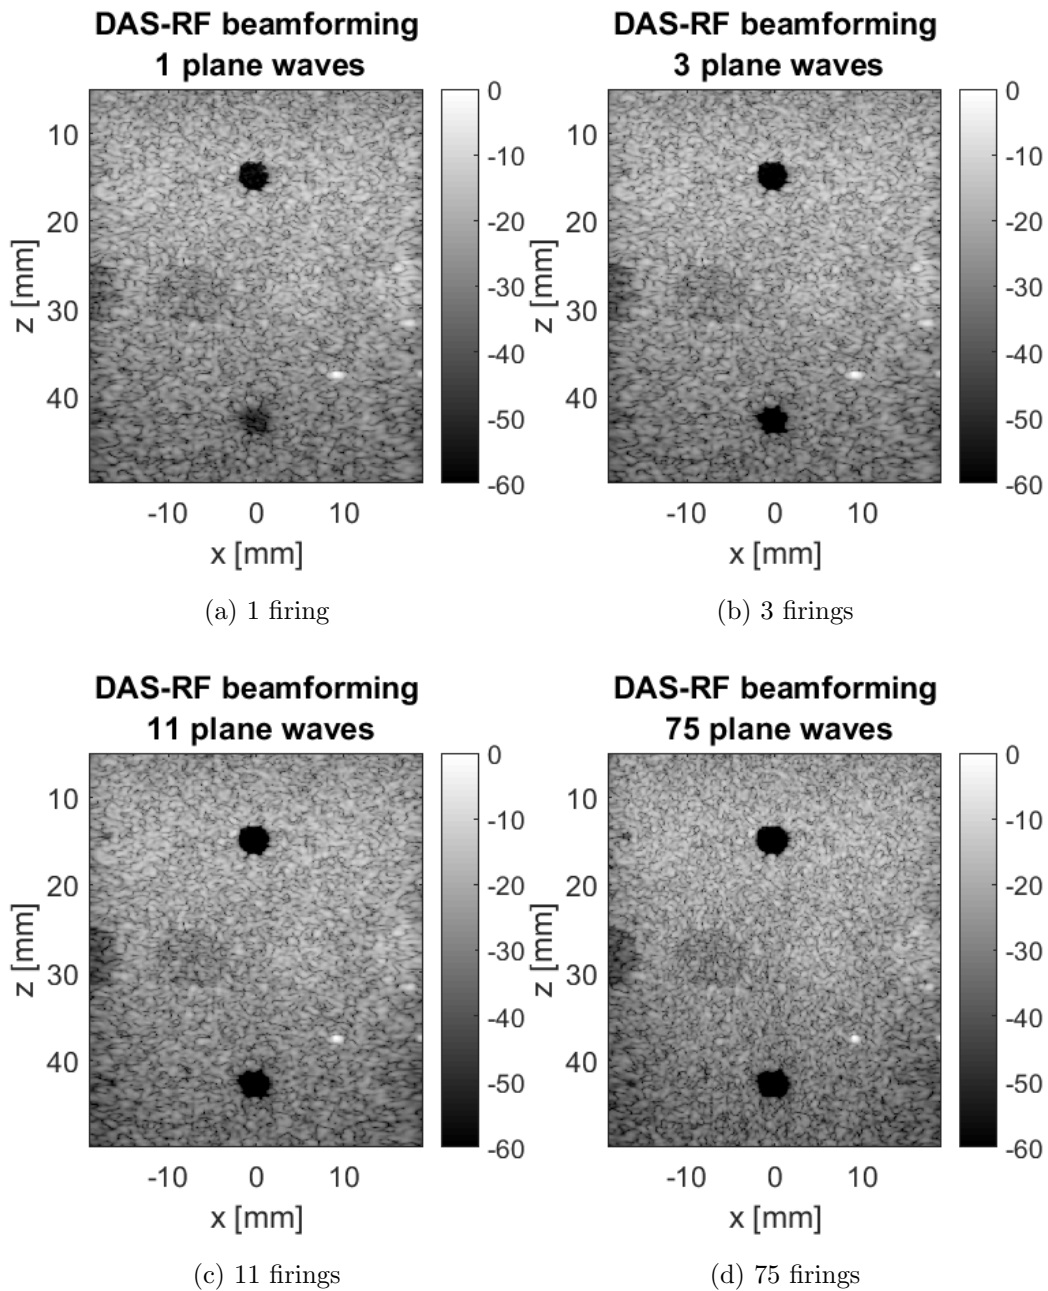 DAS-RF beamforming
1 plane waves
0
-10
-20
-30
-40
-50
-60
10
20
30
40
z [mm]
-10 0 10
x [mm]
(a) 1 firing
DAS-RF beamforming
3 plane waves
0
-10
-20
-30
-40
-50
-60
10
20
30
40
z [mm]
-10 0 10
x [mm]
(b) 3 firings
DAS-RF beamforming
11 plane waves
0
-10
-20
-30
-40
-50
-60
10
20
30
40
z [mm]
-10 0 10
x [mm]
(c) 11 firings
DAS-RF beamforming
75 plane waves
0
-10
-20
-30
-40
-50
-60
10
20
30
40
z [mm]
-10 0 10
x [mm]
(d) 75 firings